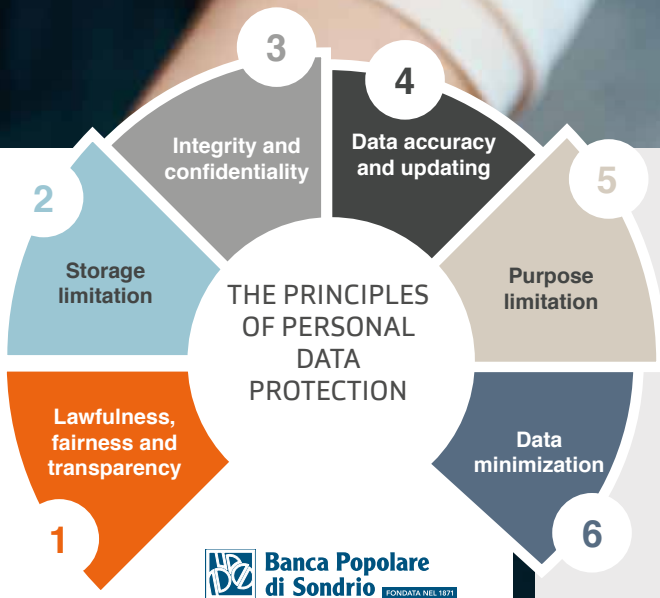 3
4
Integrity and
confidentiality
Data accuracy
and updating
2
5
Storage
limitation
Purpose
limitation
THE PRINCIPLES
OF PERSONAL
DATA
PROTECTION
Lawfulness,
fairness and
transparency
Data
minimization
1
6
Banca Popolare
di Sondrio FONDATA NEL 1871